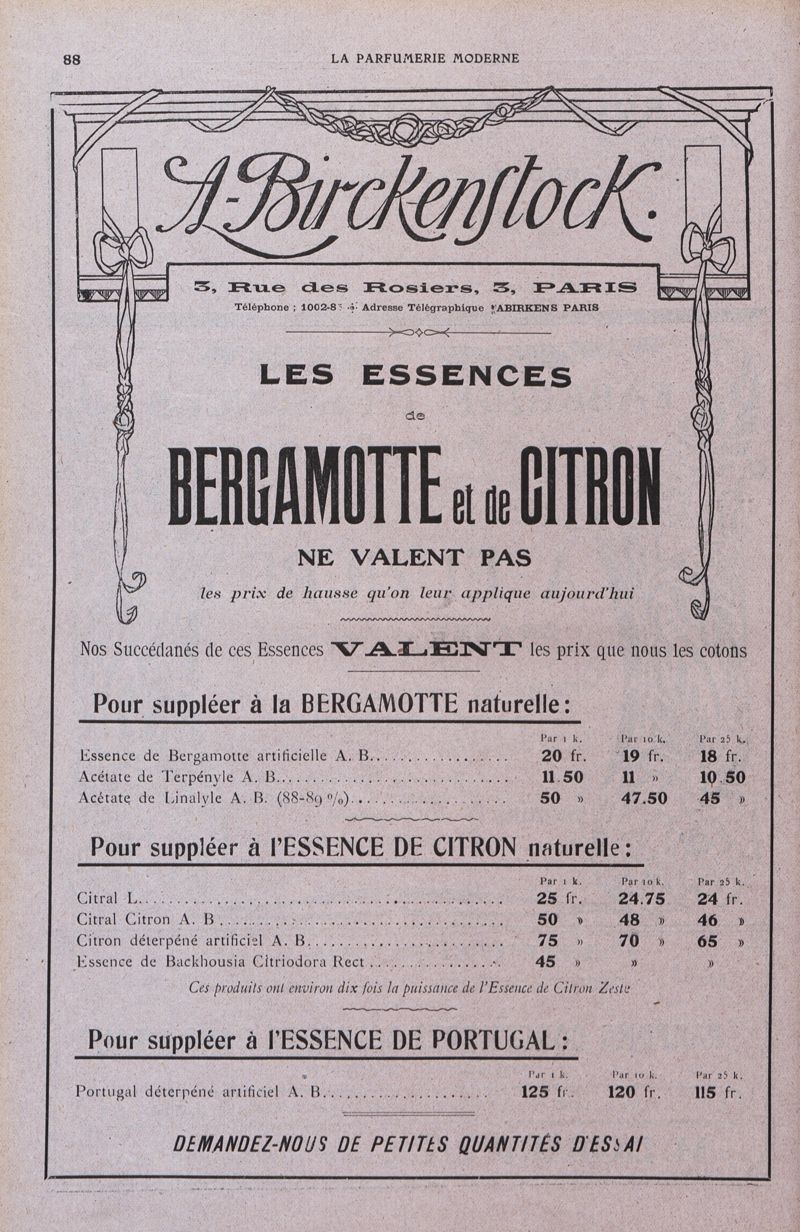 88
LA PARFUMERIE MODERNE
A-Birckenstock.
3, Rue des Rosiers, 3, PARIS
Téléphone : 1002-8 Adresse Télégraphique ABIRKENS PARIS
LES ESSENCES
de
BERGAMOTTE et de CITRON
NE VALENT PAS
les prix de hausse qu'on leur applique aujourd'hui
Nos Succédanés de ces Essences VALENT les prix que nous les cotons
Pour suppléer à la BERGAMOTTE naturelle :
Par 1 k. Par 10 k. Par 25 k.
Essence de Bergamotte artificielle A. B. 20 fr. 19 fr. 18 fr.
Acétate de Terpényle A. B. 11.50 11 » 10.50
Acétate de Linalyle A. B. (88-89 %) 50 » 47.50 45 »
Pour suppléer à l'ESSENCE DE CITRON naturelle :
Par 1 k. Par 10 k. Par 25 k.
Citral L. 25 fr. 24.75 24 fr.
Citral Citron A. B. 50 » 48 » 46 »
Citron déterpéné artificiel A. B. 75 » 70 » 65 »
Essence de Backhousia Citriodora Rect. 45 » » »
Ces produits ont environ dix fois la puissance de l'Essence de Citron Zeste
Pour suppléer à l'ESSENCE DE PORTUGAL :
Par 1 k. Par 10 k. Par 25 k.
Portugal déterpéné artificiel A. B. 125 fr. 120 fr. 115 fr.
DEMANDEZ-NOUS DE PETITES QUANTITÉS D'ESSAI